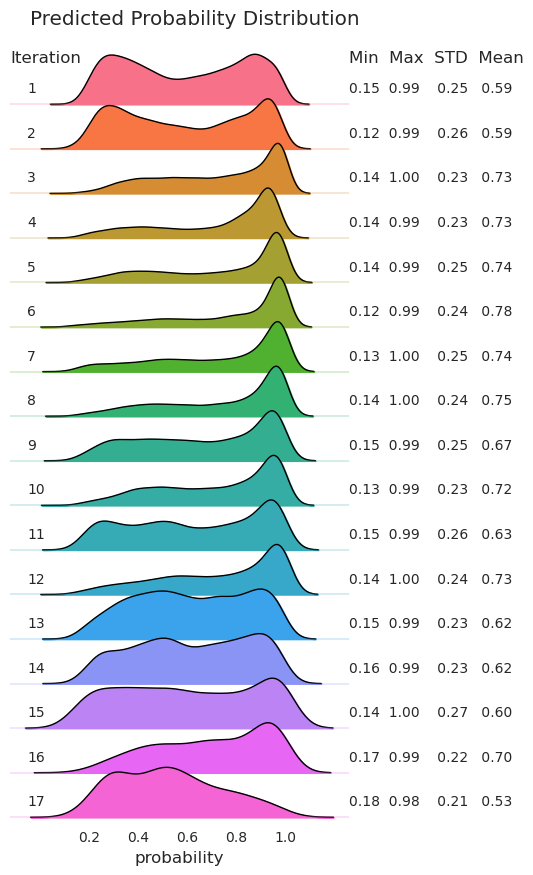 Predicted Probability Distribution
Iteration Min Max STD Mean
1 0.15 0.99 0.25 0.59
2 0.12 0.99 0.26 0.59
3 0.14 1.00 0.23 0.73
4 0.14 0.99 0.23 0.73
5 0.14 0.99 0.25 0.74
6 0.12 0.99 0.24 0.78
7 0.13 1.00 0.25 0.74
8 0.14 1.00 0.24 0.75
9 0.15 0.99 0.25 0.67
10 0.13 0.99 0.23 0.72
11 0.15 0.99 0.26 0.63
12 0.14 1.00 0.24 0.73
13 0.15 0.99 0.23 0.62
14 0.16 0.99 0.23 0.62
15 0.14 1.00 0.27 0.60
16 0.17 0.99 0.22 0.70
17 0.18 0.98 0.21 0.53
0.2 0.4 0.6 0.8 1.0
probability